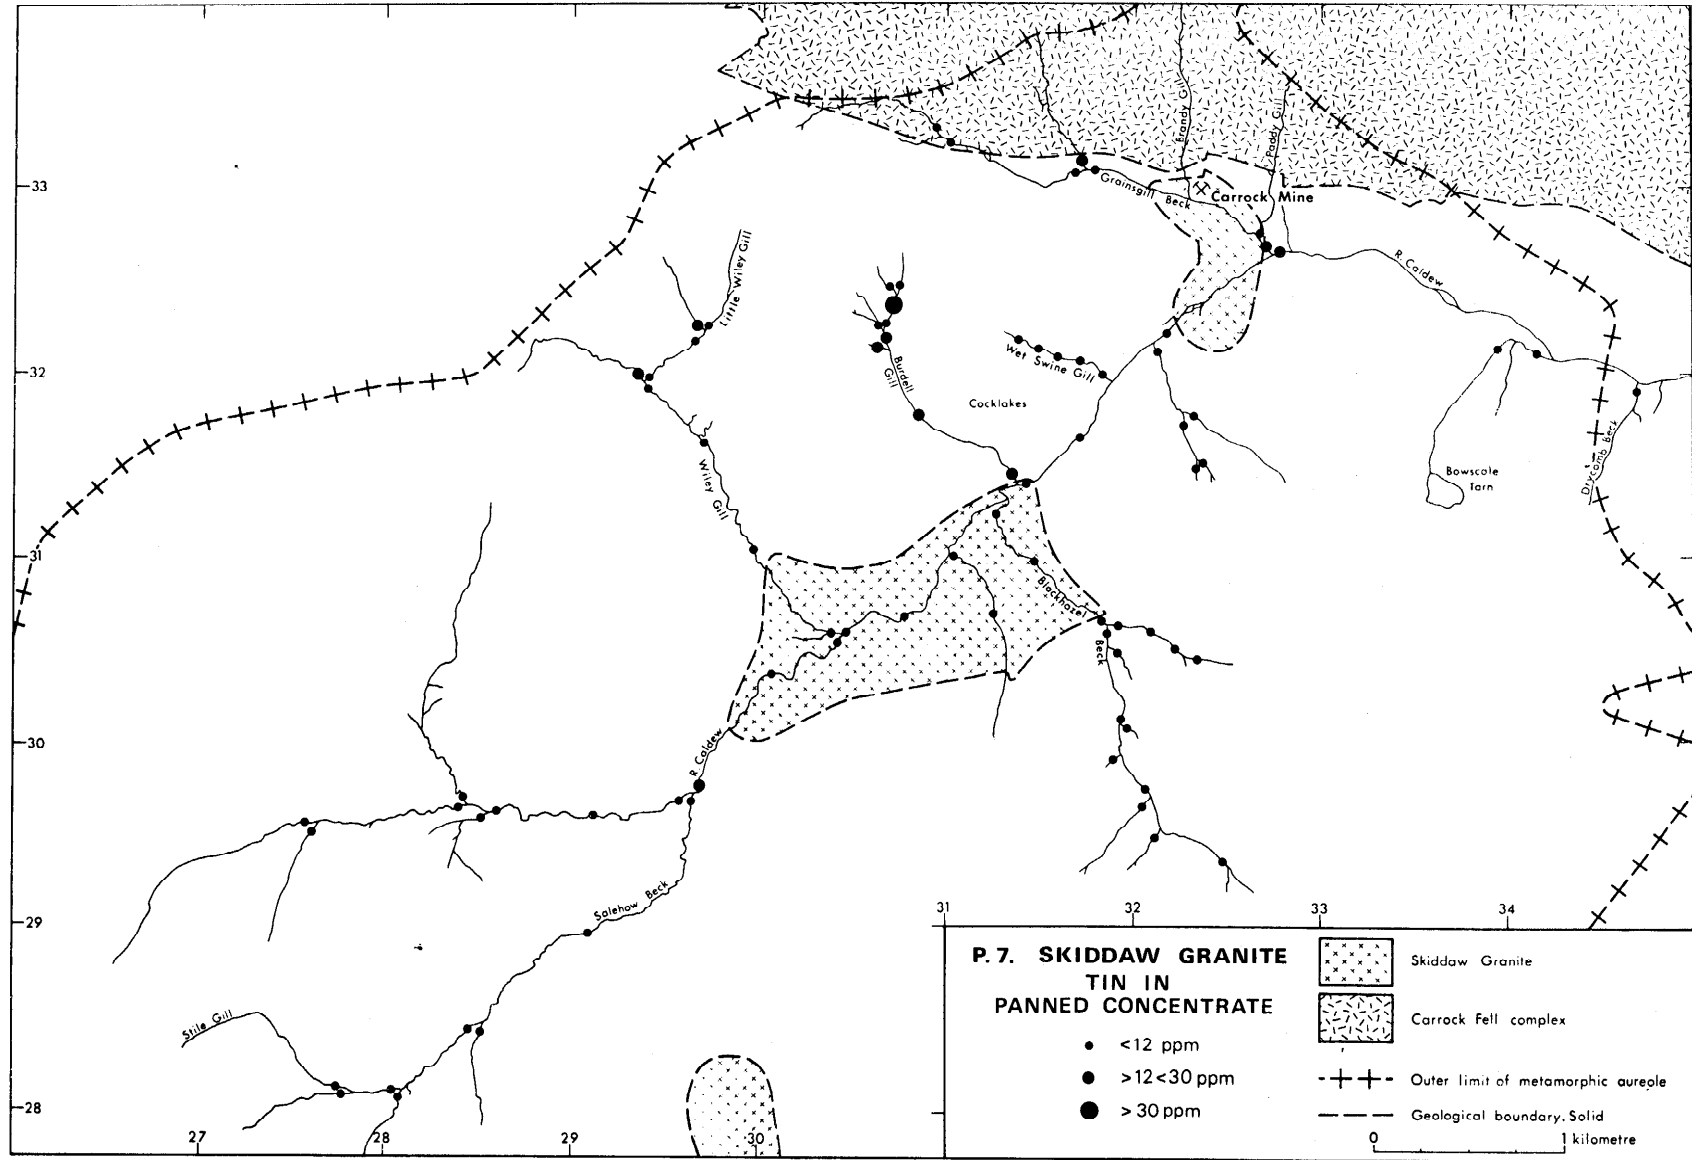 Brandy Gill
Paddy Gill
33
Grainsgill Beck
Carrock Mine
Little Wiley Gill
R. Caldew
Burdell
Gill
Wet Swine Gill
32
Cocklakes
Wiley Gill
Bowscale
Tarn
Drycomb Beck
31
Blackhazel
Beck
30
R. Caldew
Salehow Beck
29
31
32
33
34
Stile Gill
28
27
28
29
30
P. 7. SKIDDAW GRANITE
TIN IN
PANNED CONCENTRATE
<12 ppm
>12<30 ppm
>30 ppm
Skiddaw Granite
Carrock Fell complex
Outer limit of metamorphic aureole
Geological boundary. Solid
0 1 kilometre